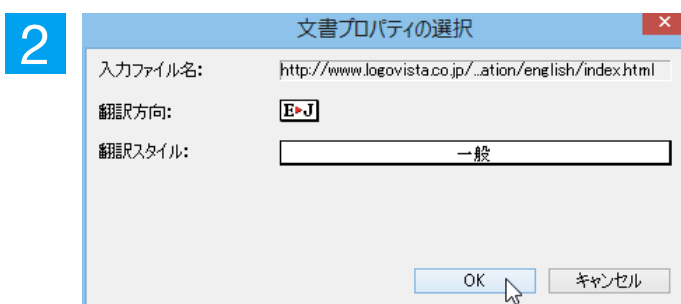 2
文書プロパティの選択
×
入力ファイル名: http://www.logovista.co.jp/...ation/english/index.html
翻訳方向: E▶J
翻訳スタイル: 一般
OK キャンセル